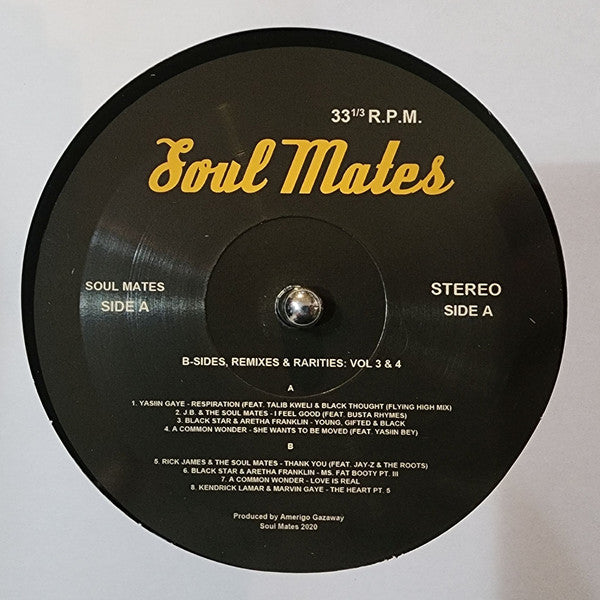 33 1/3 R.P.M.
Soul Mates
SOUL MATES
SIDE A
STEREO
SIDE A
B-SIDES, REMIXES & RARITIES: VOL 3 & 4
A
1. YASIIN GAYE - RESPIRATION (FEAT. TALIB KWELI & BLACK THOUGHT (FLYING HIGH MIX)
2. J.B. & THE SOUL MATES - I FEEL GOOD (FEAT. BUSTA RHYMES)
3. BLACK STAR & ARETHA FRANKLIN - YOUNG, GIFTED & BLACK
4. A COMMON WONDER - SHE WANTS TO BE MOVED (FEAT. YASIIN BEY)
B
5. RICK JAMES & THE SOUL MATES - THANK YOU (FEAT. JAY-Z & THE ROOTS)
6. BLACK STAR & ARETHA FRANKLIN - MS. FAT BOOTY PT. III
7. A COMMON WONDER - LOVE IS REAL
8. KENDRICK LAMAR & MARVIN GAYE - THE HEART PT. 5
Produced by Amerigo Gazaway
Soul Mates 2020